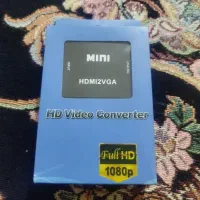 MINI
HDMI2VGA
HD Video Converter
Full HD
1080p